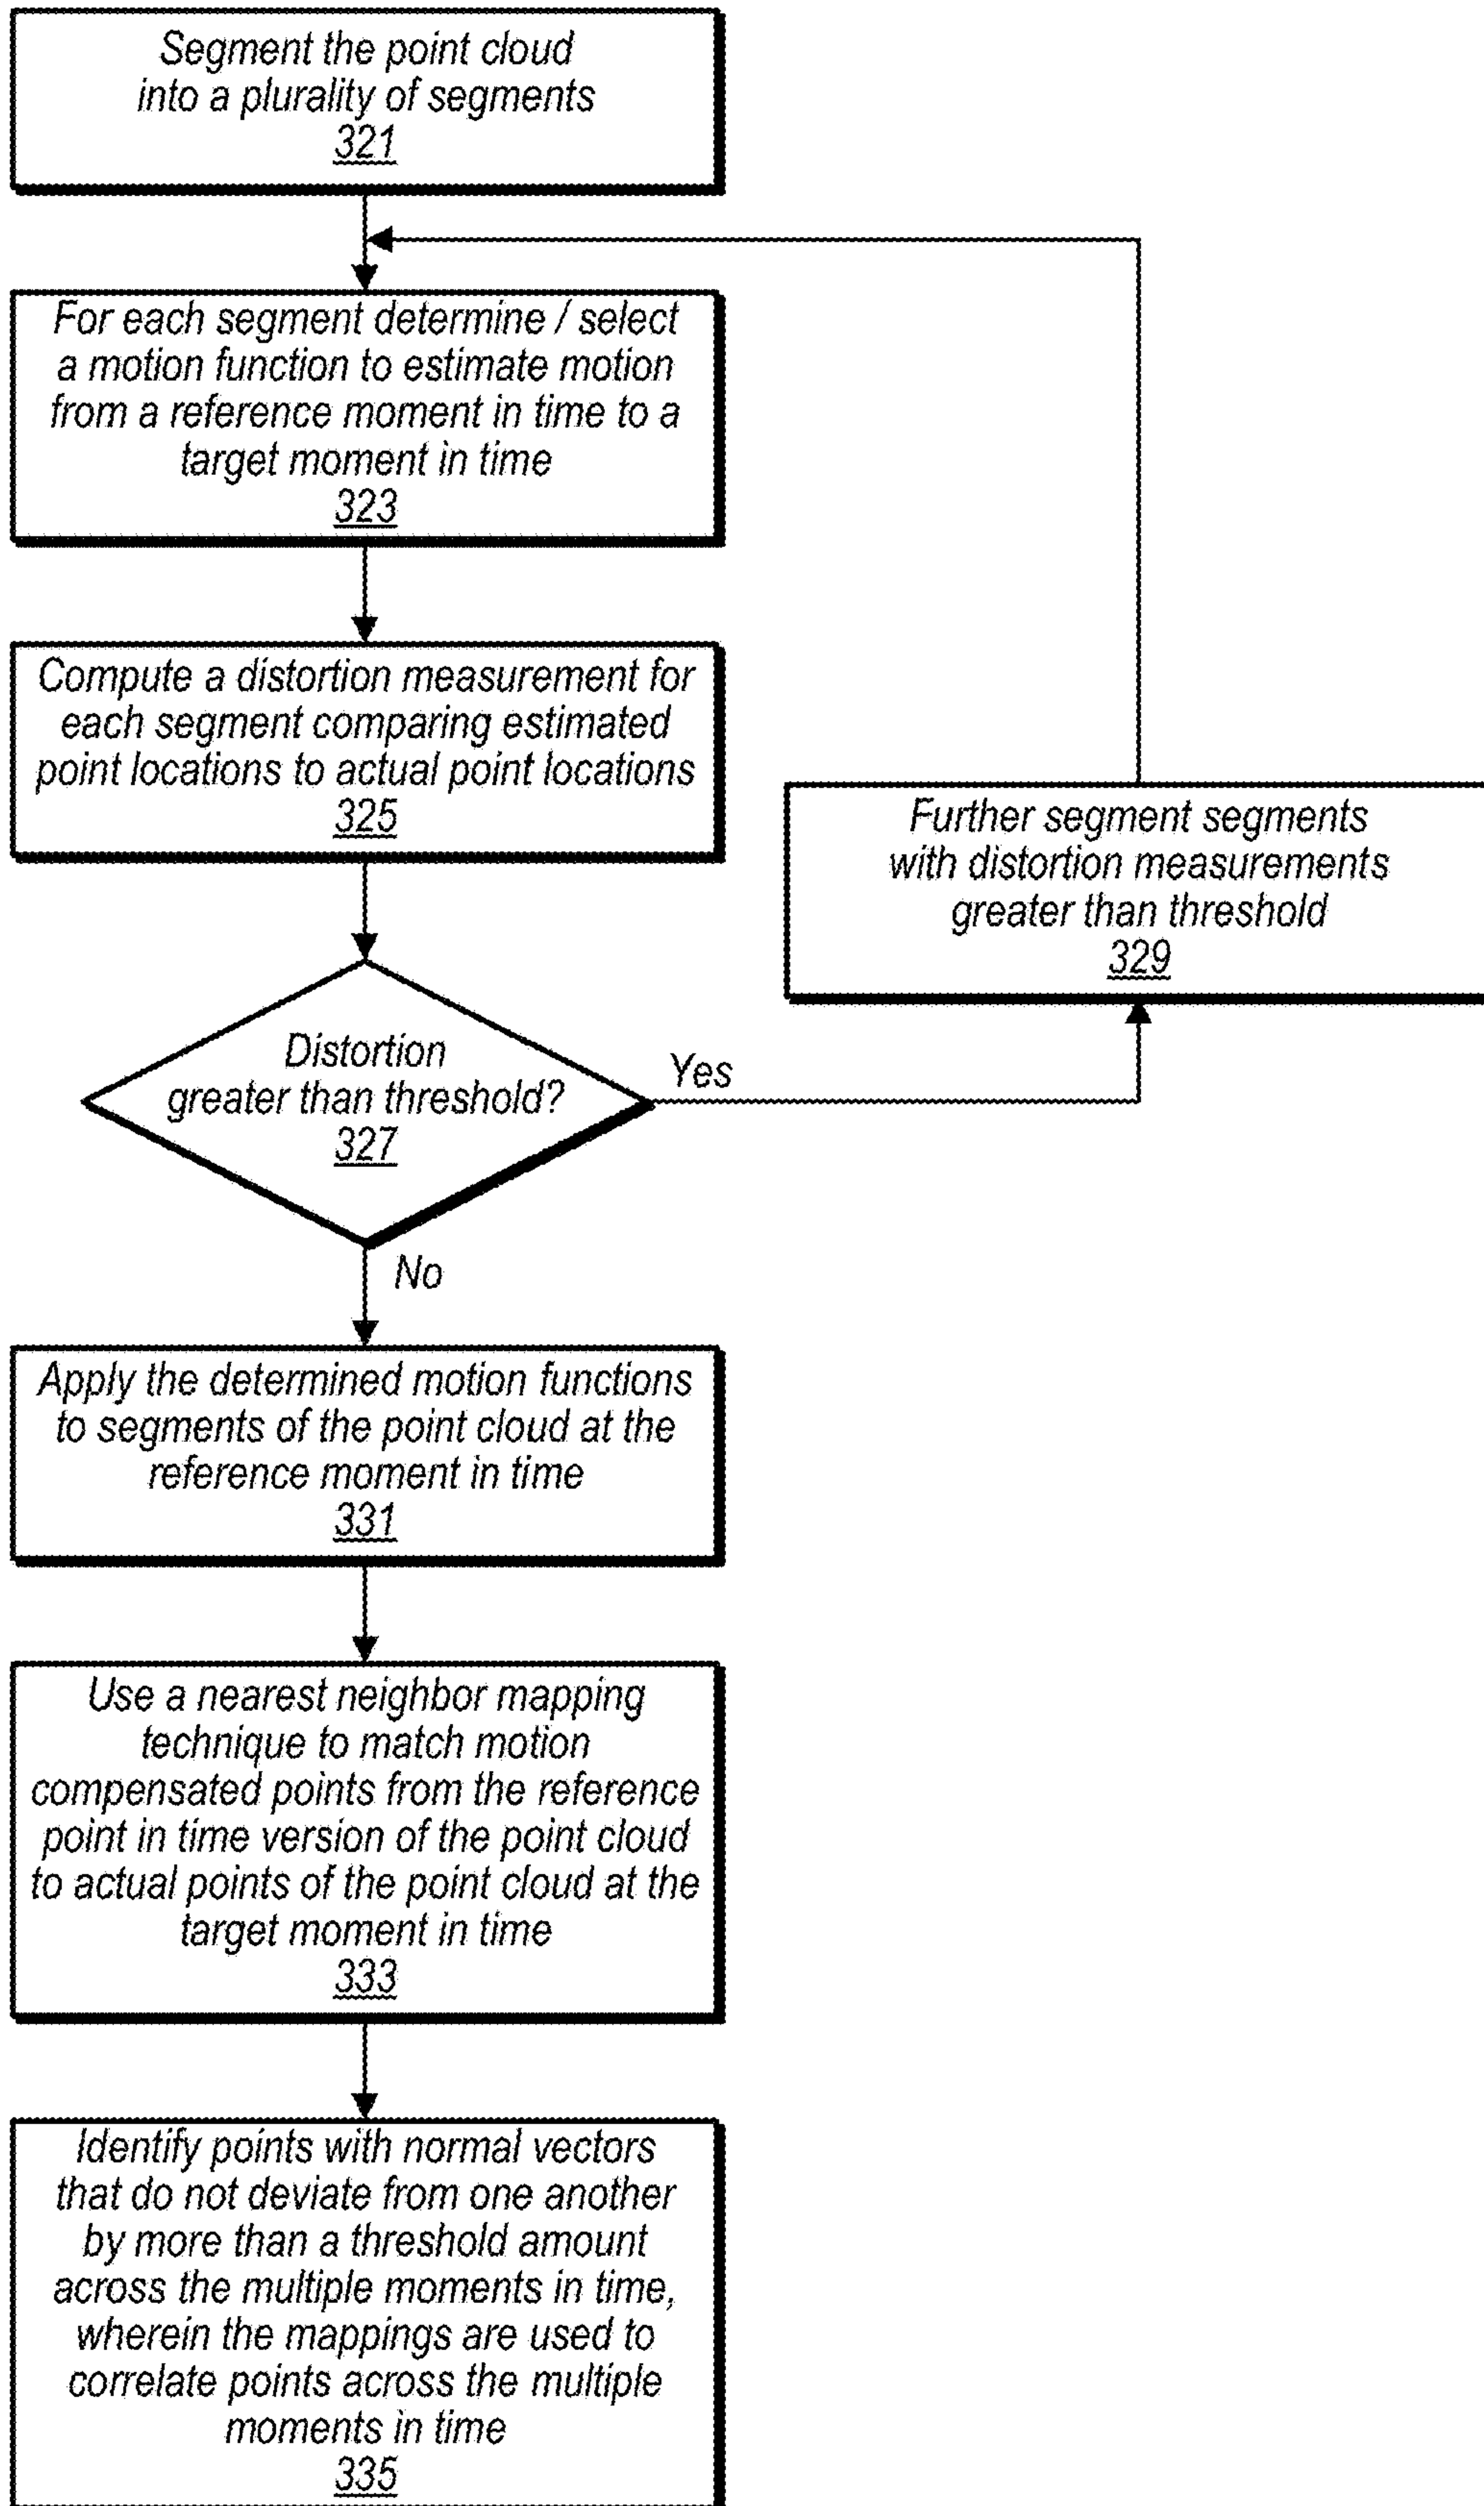 Segment the point cloud
into a plurality of segments
321
For each segment determine / select
a motion function to estimate motion
from a reference moment in time to a
target moment in time
323
Compute a distortion measurement for
each segment comparing estimated
point locations to actual point locations
325
Further segment segments
with distortion measurements
greater than threshold
329
Distortion
greater than threshold?
327
Yes
No
Apply the determined motion functions
to segments of the point cloud at the
reference moment in time
331
Use a nearest neighbor mapping
technique to match motion
compensated points from the reference
point in time version of the point cloud
to actual points of the point cloud at the
target moment in time
333
Identify points with normal vectors
that do not deviate from one another
by more than a threshold amount
across the multiple moments in time,
wherein the mappings are used to
correlate points across the multiple
moments in time
335